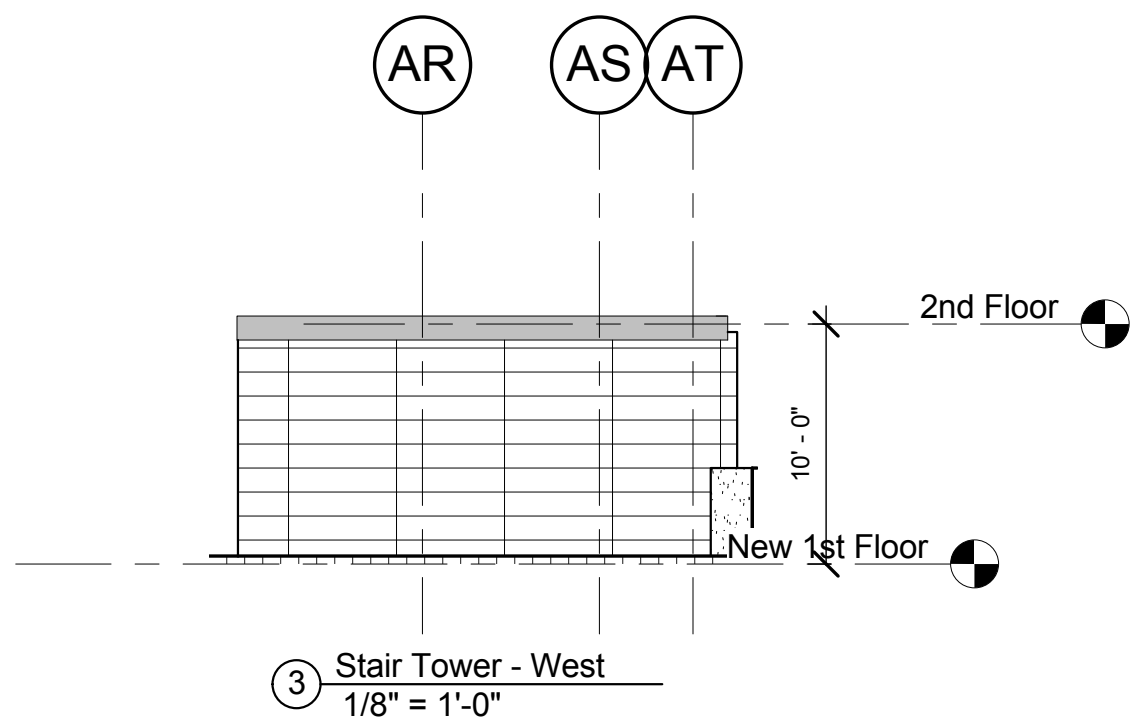 AR AS AT
2nd Floor
10' - 0"
New 1st Floor
3 Stair Tower - West
1/8" = 1'-0"